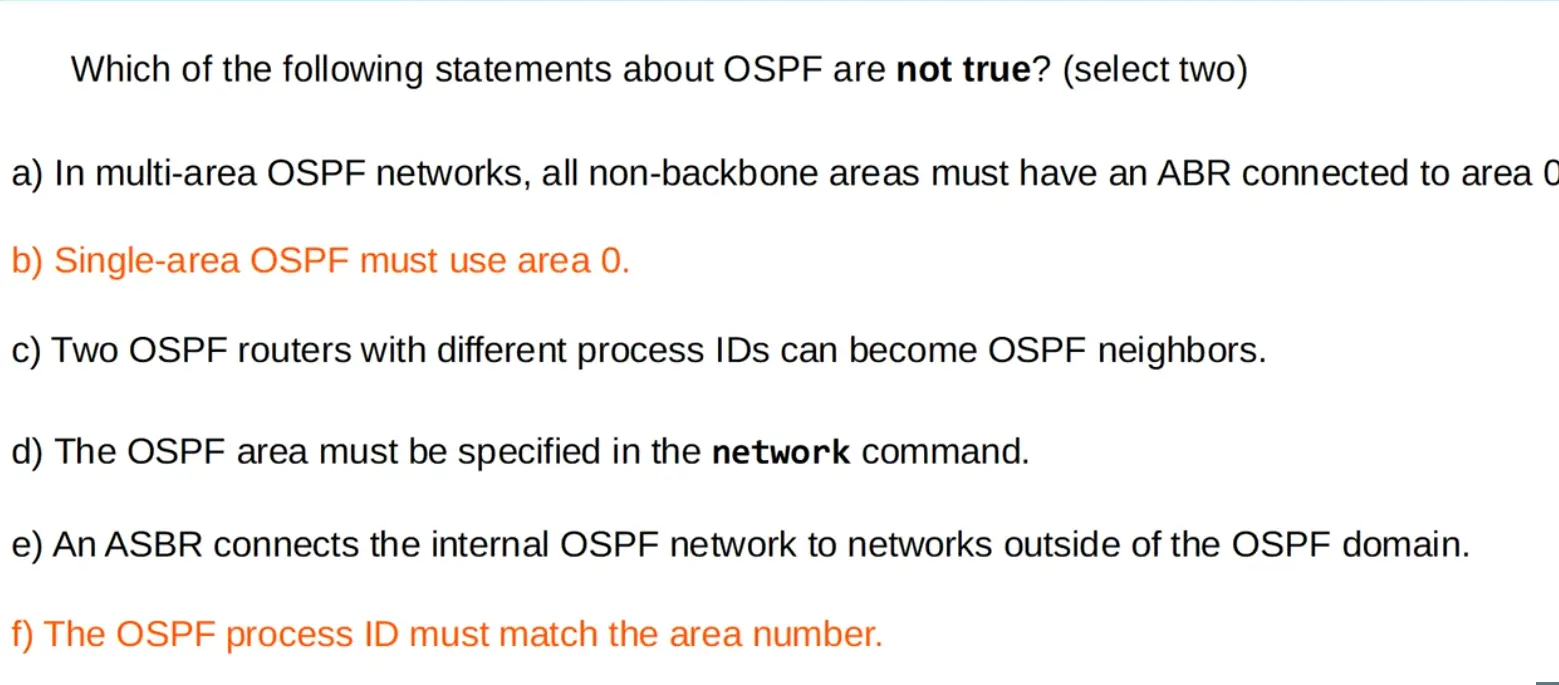 Which of the following statements about OSPF are not true? (select two)
a) In multi-area OSPF networks, all non-backbone areas must have an ABR connected to area 0
b) Single-area OSPF must use area 0.
c) Two OSPF routers with different process IDs can become OSPF neighbors.
d) The OSPF area must be specified in the network command.
e) An ASBR connects the internal OSPF network to networks outside of the OSPF domain.
f) The OSPF process ID must match the area number.